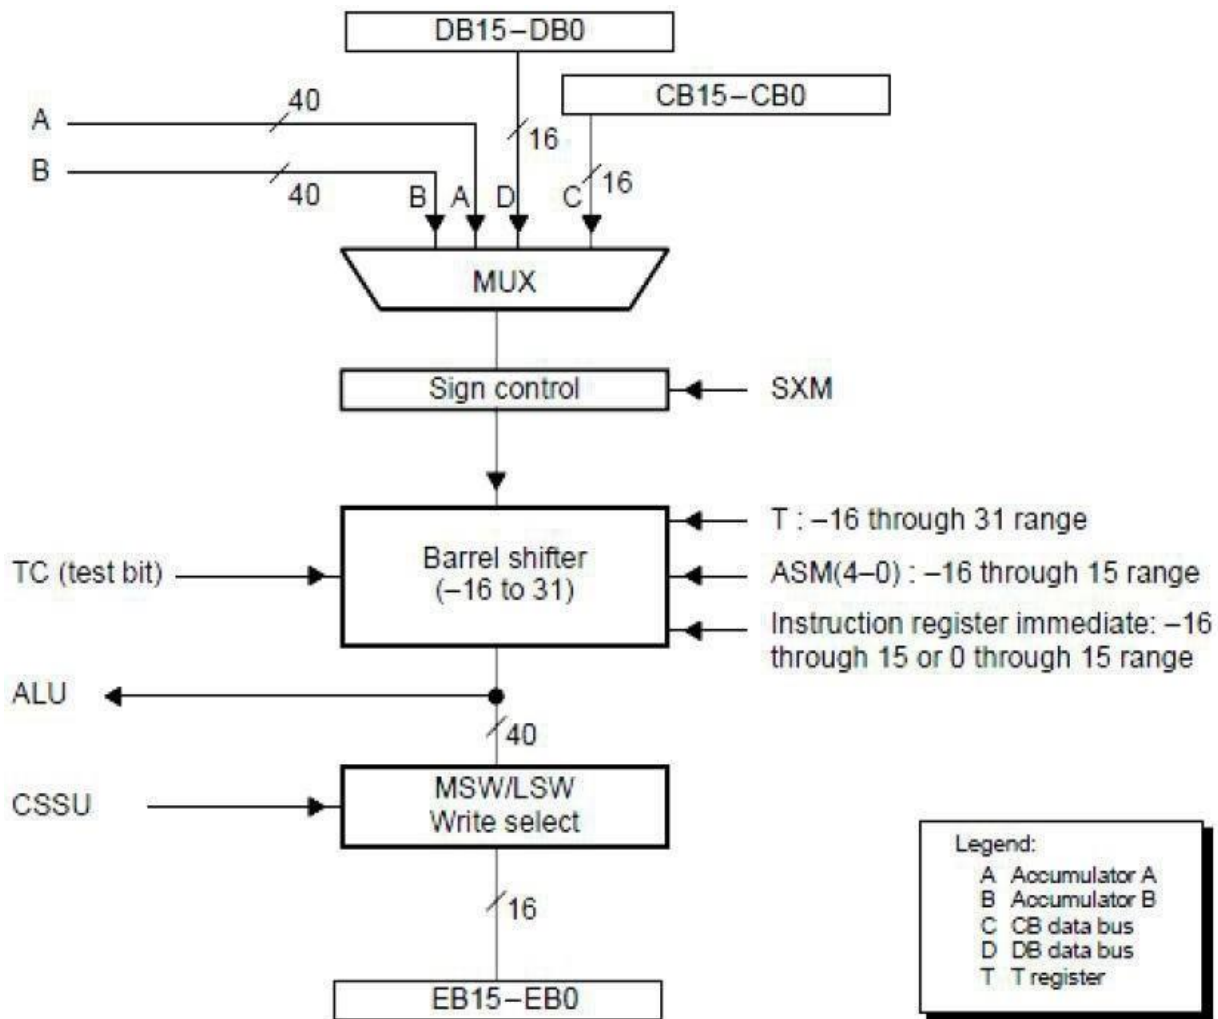 DB15–DB0
CB15–CB0
40
A
16
B
40
16
B A D C
MUX
Sign control
SXM
T : –16 through 31 range
Barrel shifter
(–16 to 31)
TC (test bit)
ASM(4–0) : –16 through 15 range
Instruction register immediate: –16
through 15 or 0 through 15 range
ALU
40
MSW/LSW
Write select
CSSU
16
EB15–EB0
Legend:
A Accumulator A
B Accumulator B
C CB data bus
D DB data bus
T T register